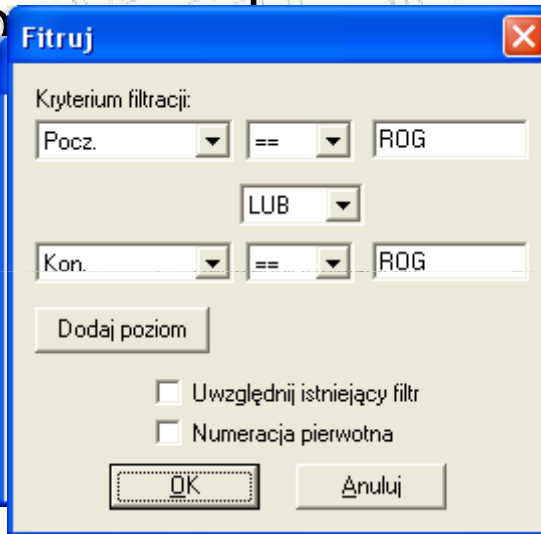 Fitruj
Kryterium filtracji:
Pocz. == ROG
LUB
Kon. == ROG
Dodaj poziom
Uwzględnij istniejący filtr
Numeracja pierwotna
OK Anuluj